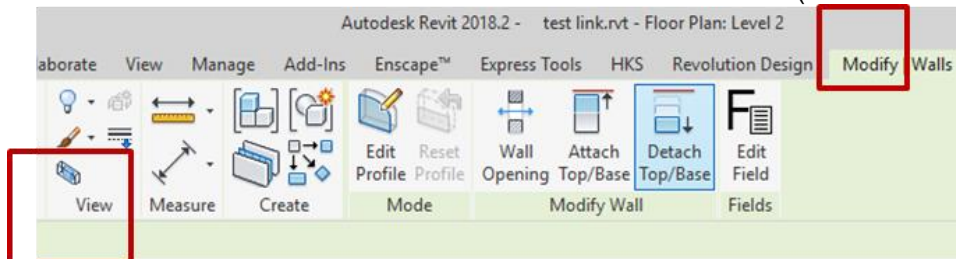 (
Autodesk Revit 2018.2 - test link.rvt - Floor Plan: Level 2
aborate View Manage Add-Ins Enscape™ Express Tools HKS Revolution Design Modify | Walls
Edit Profile
Reset Profile
Wall Opening
Attach Top/Base
Detach Top/Base
F
Edit Field
View Measure Create Mode Modify Wall Fields